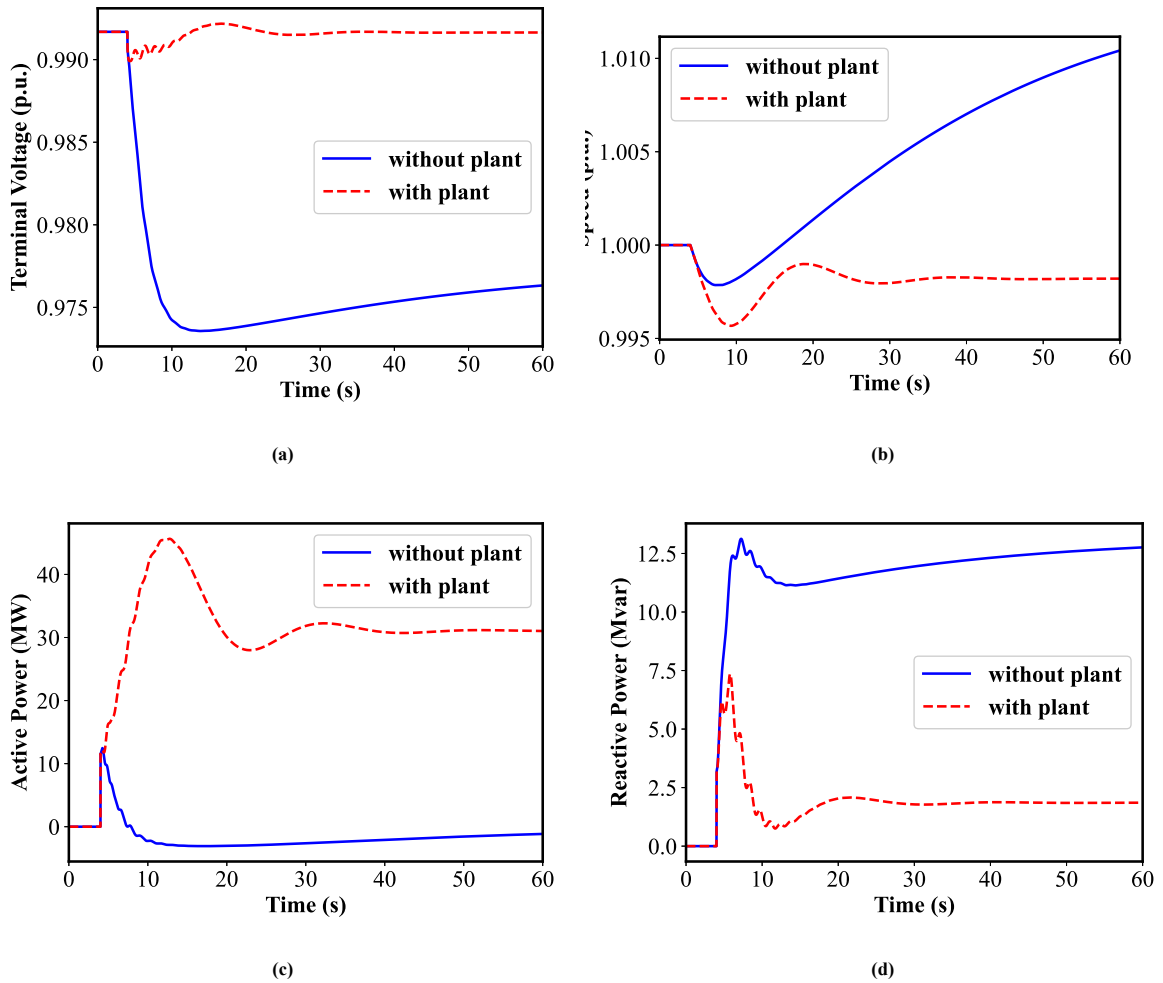 0.990
0.985
0.980
0.975
Terminal Voltage (p.u.)
without plant
with plant
0 10 20 30 40 50 60
Time (s)
(a)
1.010
1.005
1.000
0.995
without plant
with plant
0 10 20 30 40 50 60
Time (s)
(b)
40
30
20
10
0
Active Power (MW)
without plant
with plant
0 10 20 30 40 50 60
Time (s)
(c)
12.5
10.0
7.5
5.0
2.5
0.0
Reactive Power (Mvar)
without plant
with plant
0 10 20 30 40 50 60
Time (s)
(d)